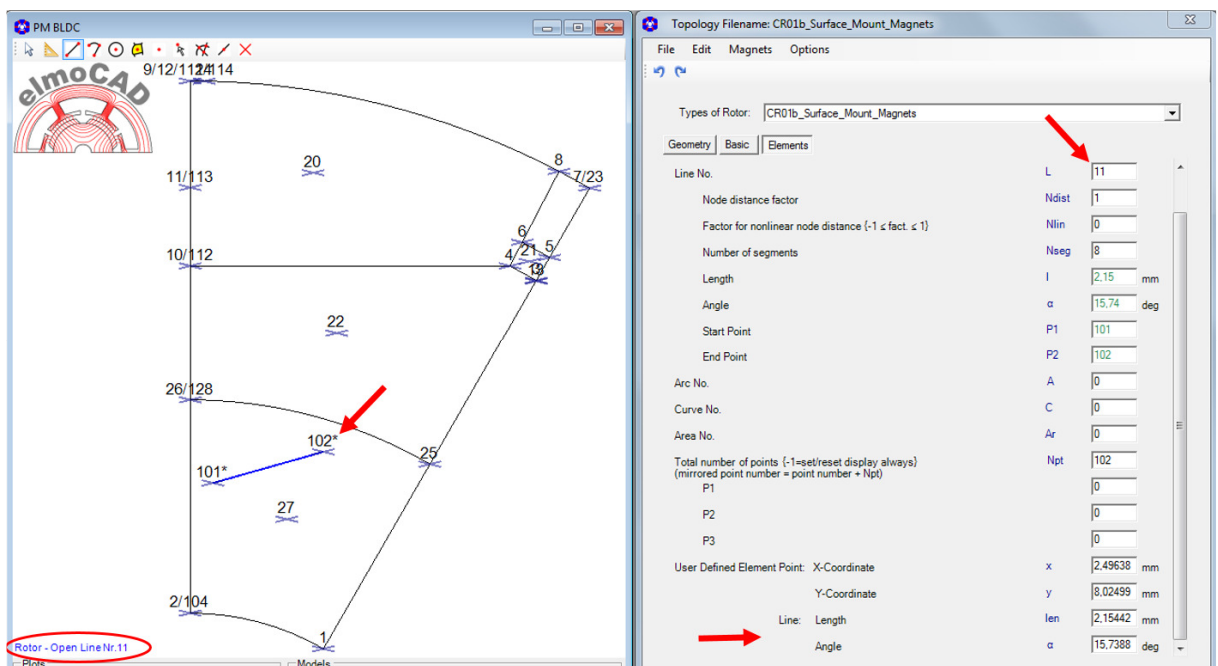 PM BLDC
elmoCAD
20
8
11/113
7/23
6
4
21
5
10/112
22
26/128
102*
25
101*
27
2/104
1
Rotor - Open Line Nr.11
Plots
Models
Topology Filename: CR01b_Surface_Mount_Magnets
File Edit Magnets Options
Types of Rotor: CR01b_Surface_Mount_Magnets
Geometry Basic Elements
Line No. L 11
Node distance factor Ndist 1
Factor for nonlinear node distance {-1 ≤ fact. ≤ 1} Nlin 0
Number of segments Nseg 8
Length l 2,15 mm
Angle α 15,74 deg
Start Point P1 101
End Point P2 102
Arc No. A 0
Curve No. C 0
Area No. Ar 0
Total number of points {-1=set/reset display always} Npt 102
(mirrored point number = point number + Npt)
P1 0
P2 0
P3 0
User Defined Element Point: X-Coordinate x 2,49638 mm
Y-Coordinate y 8,02499 mm
Line: Length len 2,15442 mm
Angle α 15,7388 deg